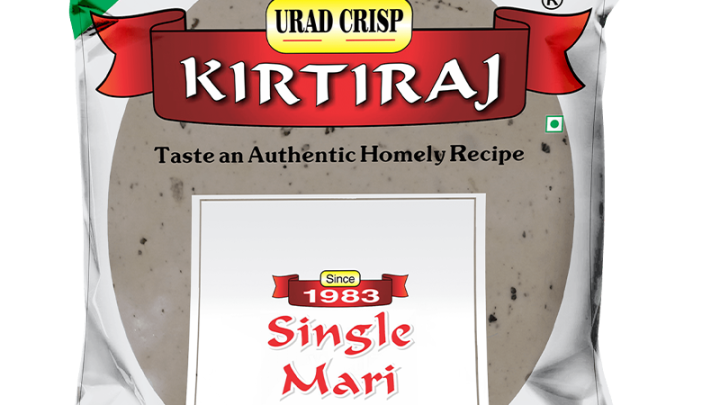 ®
URAD CRISP
KIRTIRAJ
Taste an Authentic Homely Recipe
Since
1983
Single
Mari